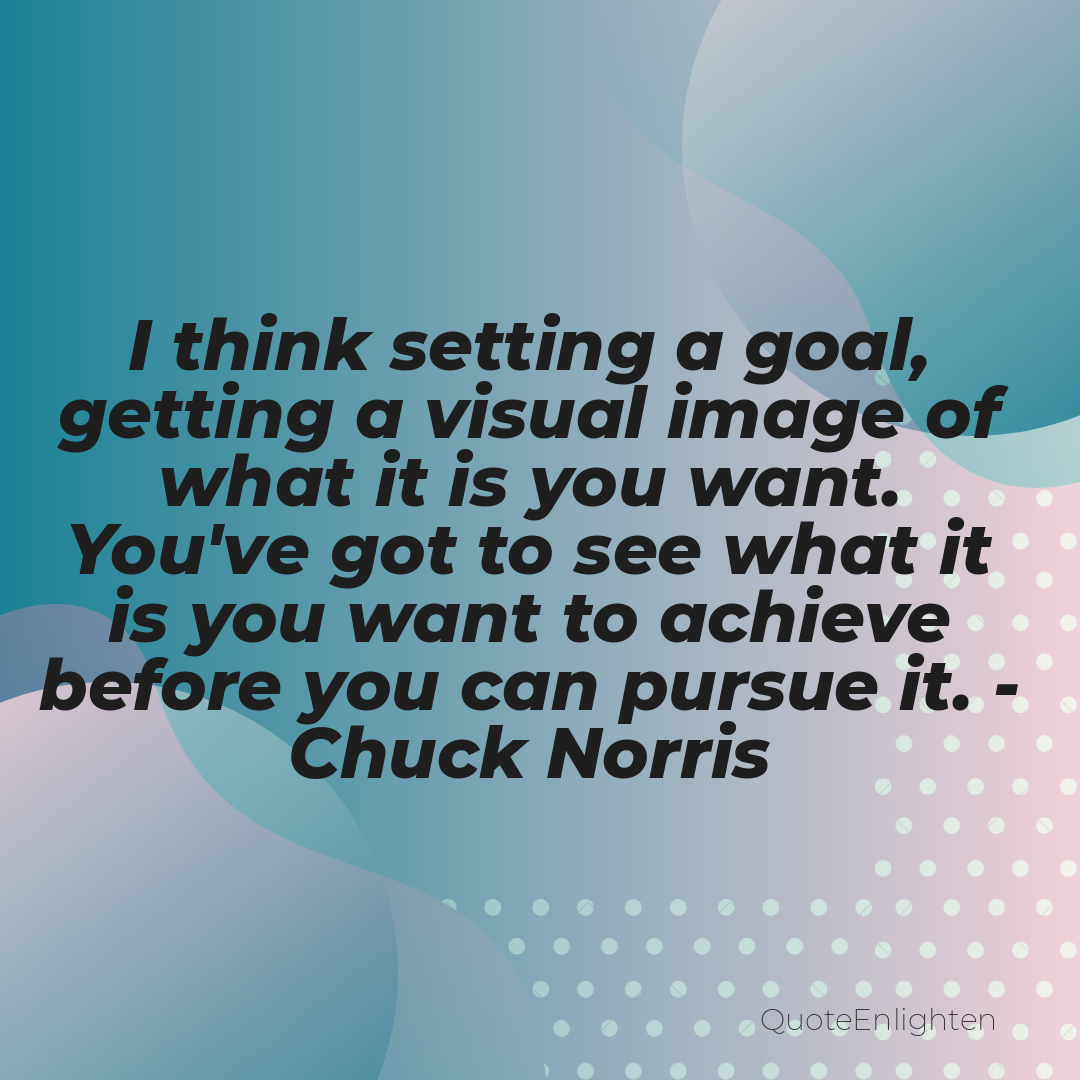 I think setting a goal,
getting a visual image of
what it is you want.
You've got to see what it
is you want to achieve
before you can pursue it. -
Chuck Norris
QuoteEnlighten